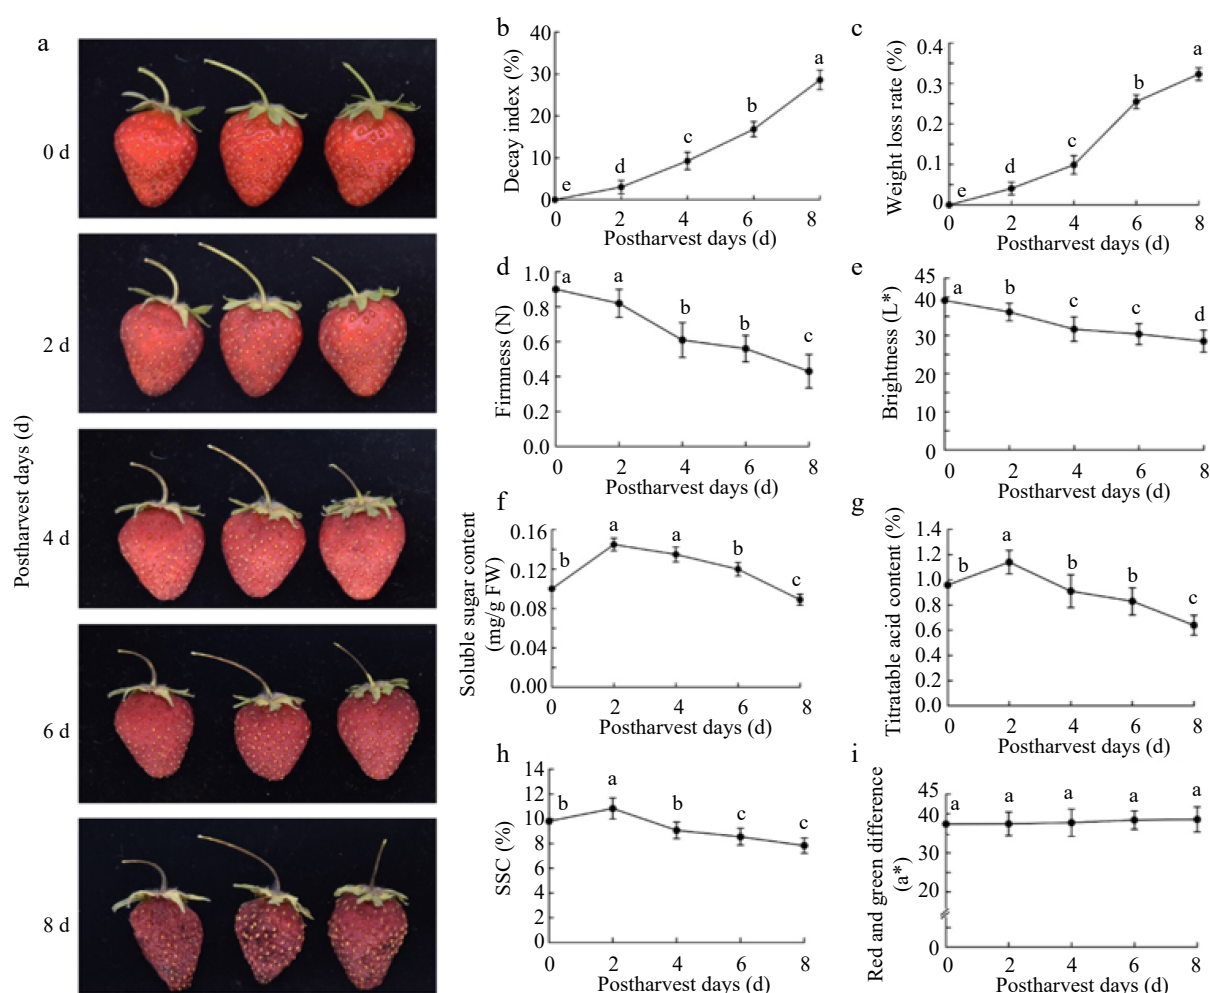 a
0 d
2 d
4 d
6 d
8 d
Postharvest days (d)
b
Decay index (%)
40
30
20
10
0
e
d
c
b
a
0 2 4 6 8
Postharvest days (d)
c
Weight loss rate (%)
0.4
0.3
0.2
0.1
0
e
d
c
b
a
0 2 4 6 8
Postharvest days (d)
d
Firmness (N)
1.0
0.8
0.6
0.4
0.2
0.0
a
a
b
b
c
0 2 4 6 8
Postharvest days (d)
e
Brightness (L*)
45
40
30
20
10
0
a
b
c
c
d
0 2 4 6 8
Postharvest days (d)
f
Soluble sugar content
(mg/g FW)
0.16
0.12
0.08
0.04
0.00
b
a
a
b
c
0 2 4 6 8
Postharvest days (d)
g
Titratable acid content (%)
1.4
1.2
1.0
0.8
0.6
0.4
0.2
0.0
b
a
b
b
c
0 2 4 6 8
Postharvest days (d)
h
SSC (%)
14
12
10
8
6
4
2
0
b
a
b
c
c
0 2 4 6 8
Postharvest days (d)
i
Red and green difference
(a*)
45
40
30
20
0
a
a
a
a
a
0 2 4 6 8
Postharvest days (d)